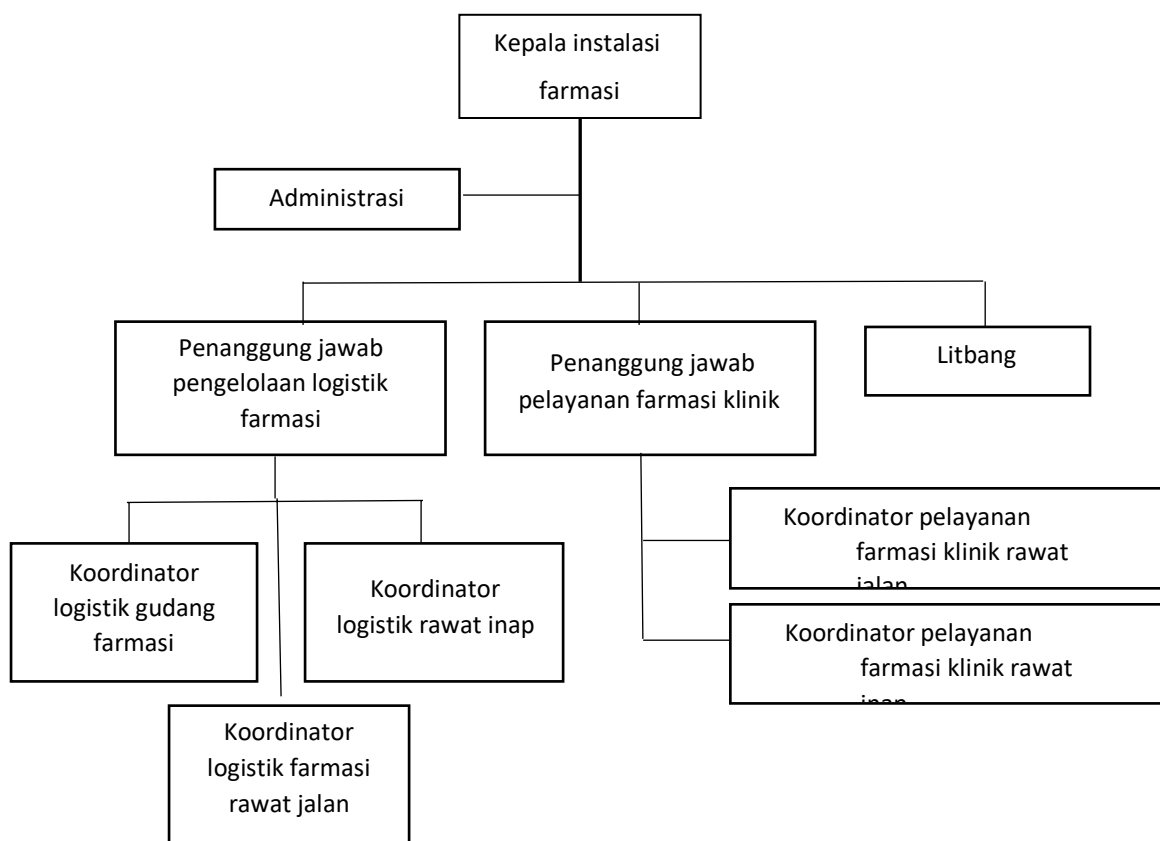 Kepala instalasi
farmasi
Administrasi
Penanggung jawab
pengelolaan logistik
farmasi
Penanggung jawab
pelayanan farmasi klinik
Litbang
Koordinator pelayanan
farmasi klinik rawat
jalan
Koordinator
logistik gudang
farmasi
Koordinator
logistik rawat inap
Koordinator pelayanan
farmasi klinik rawat
inap
Koordinator
logistik farmasi
rawat jalan